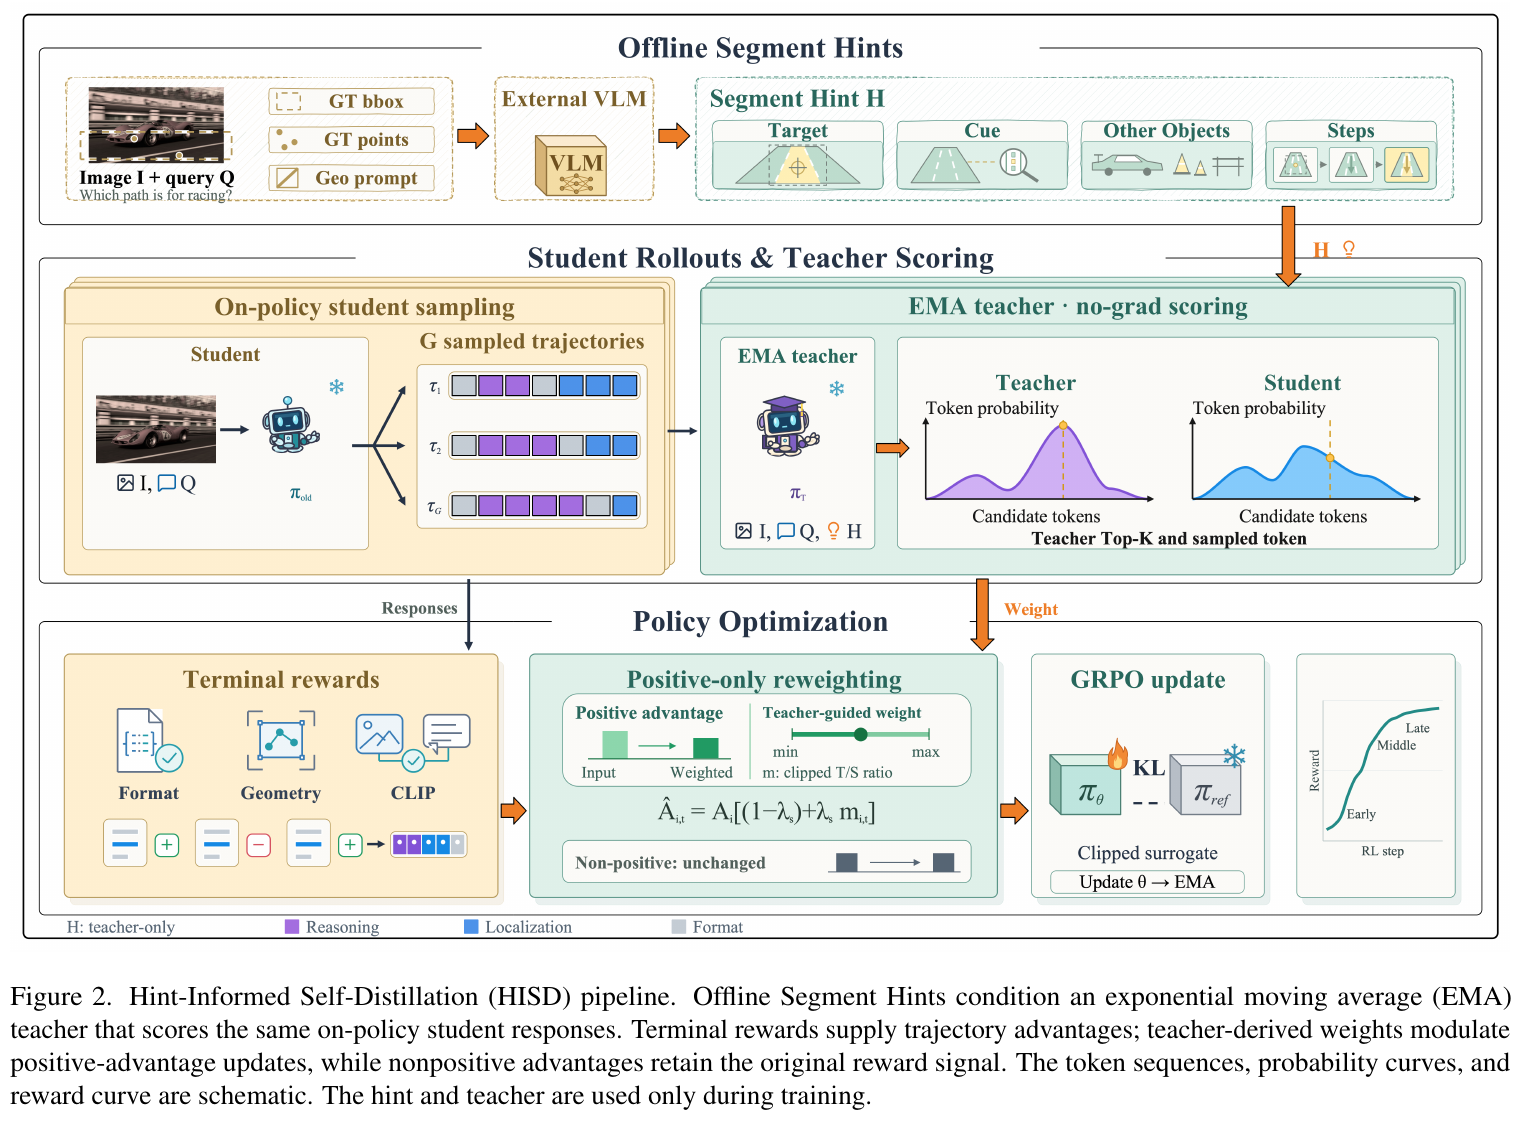 Offline Segment Hints
GT bbox
GT points
Geo prompt
Image I + query Q
Which path is for racing?
External VLM
VLM
Segment Hint H
Target
Cue
Other Objects
Steps
H
Student Rollouts & Teacher Scoring
On-policy student sampling
Student
I, Q
π_old
G sampled trajectories
τ_1
τ_2
τ_G
EMA teacher · no-grad scoring
EMA teacher
π_T
I, Q, H
Teacher
Token probability
Candidate tokens
Student
Token probability
Candidate tokens
Teacher Top-K and sampled token
Responses
Weight
Policy Optimization
Terminal rewards
Format
Geometry
CLIP
Positive-only reweighting
Positive advantage
Input
Weighted
Teacher-guided weight
min
max
m: clipped T/S ratio
Â_{i,t} = A_i[(1−λ_s)+λ_s m_{i,t}]
Non-positive: unchanged
GRPO update
π_θ
KL
π_ref
Clipped surrogate
Update θ → EMA
Reward
Late
Middle
Early
RL step
H: teacher-only
Reasoning
Localization
Format
Figure 2. Hint-Informed Self-Distillation (HISD) pipeline. Offline Segment Hints condition an exponential moving average (EMA)
teacher that scores the same on-policy student responses. Terminal rewards supply trajectory advantages; teacher-derived weights modulate
positive-advantage updates, while nonpositive advantages retain the original reward signal. The token sequences, probability curves, and
reward curve are schematic. The hint and teacher are used only during training.